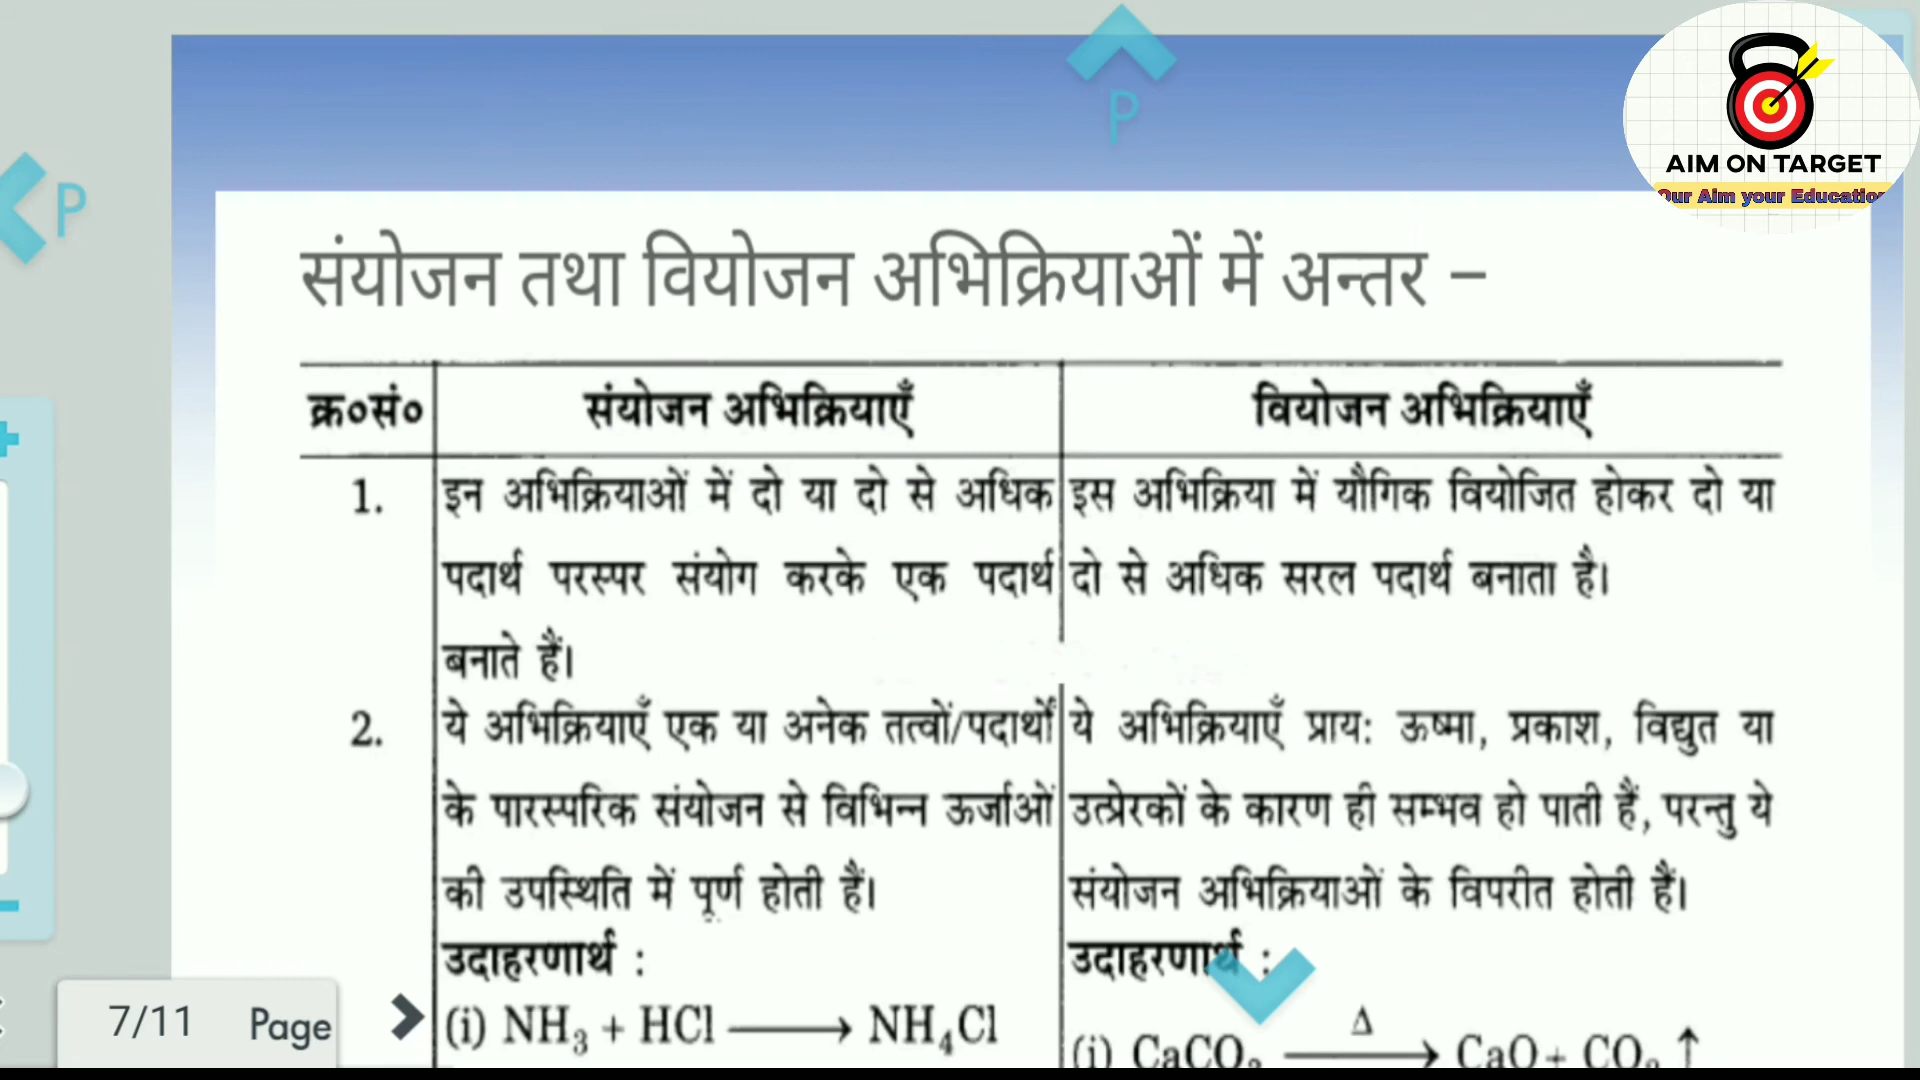 P
P
AIM ON TARGET
Our Aim your Education
संयोजन तथा वियोजन अभिक्रियाओं में अन्तर –
क्र०सं० संयोजन अभिक्रियाएँ वियोजन अभिक्रियाएँ
1. इन अभिक्रियाओं में दो या दो से अधिक इस अभिक्रिया में यौगिक वियोजित होकर दो या
पदार्थ परस्पर संयोग करके एक पदार्थ दो से अधिक सरल पदार्थ बनाता है।
बनाते हैं।
2. ये अभिक्रियाएँ एक या अनेक तत्वों/पदार्थों ये अभिक्रियाएँ प्राय: ऊष्मा, प्रकाश, विद्युत या
के पारस्परिक संयोजन से विभिन्न ऊर्जाओं उत्प्रेरकों के कारण ही सम्भव हो पाती हैं, परन्तु ये
की उपस्थिति में पूर्ण होती हैं। संयोजन अभिक्रियाओं के विपरीत होती हैं।
उदाहरणार्थ : उदाहरणार्थ :
(i) NH₃ + HCl ⟶ NH₄Cl
(i) CaCO₃ —Δ→ CaO + CO₂ ↑
7/11 Page